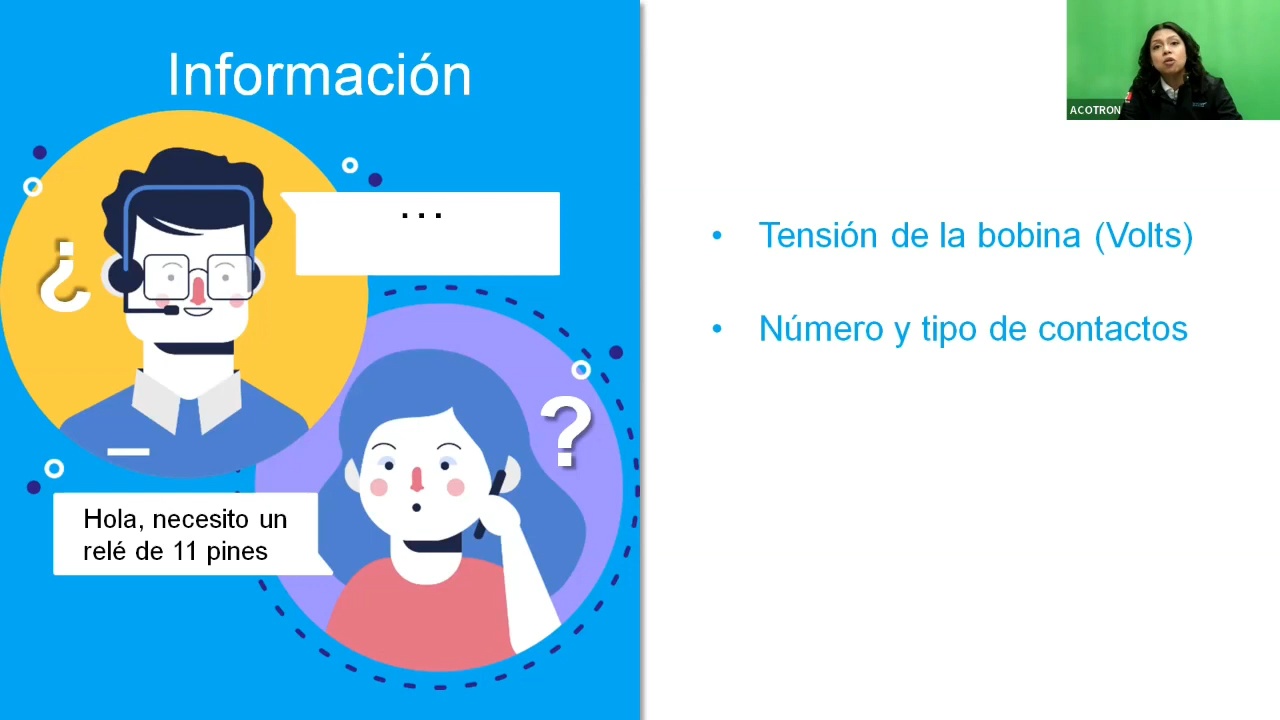 Información
...
¿
?
Hola, necesito un
relé de 11 pines
• Tensión de la bobina (Volts)
• Número y tipo de contactos
ACOTRON